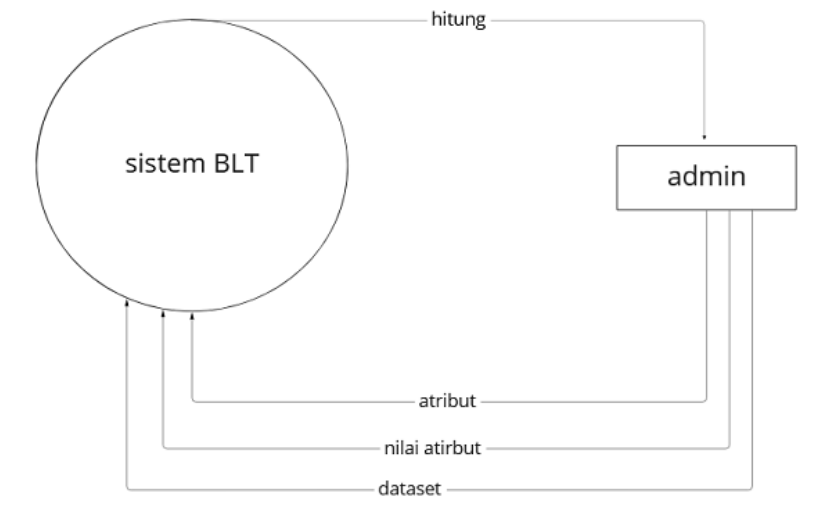 hitung
sistem BLT
admin
atribut
nilai atirbut
dataset